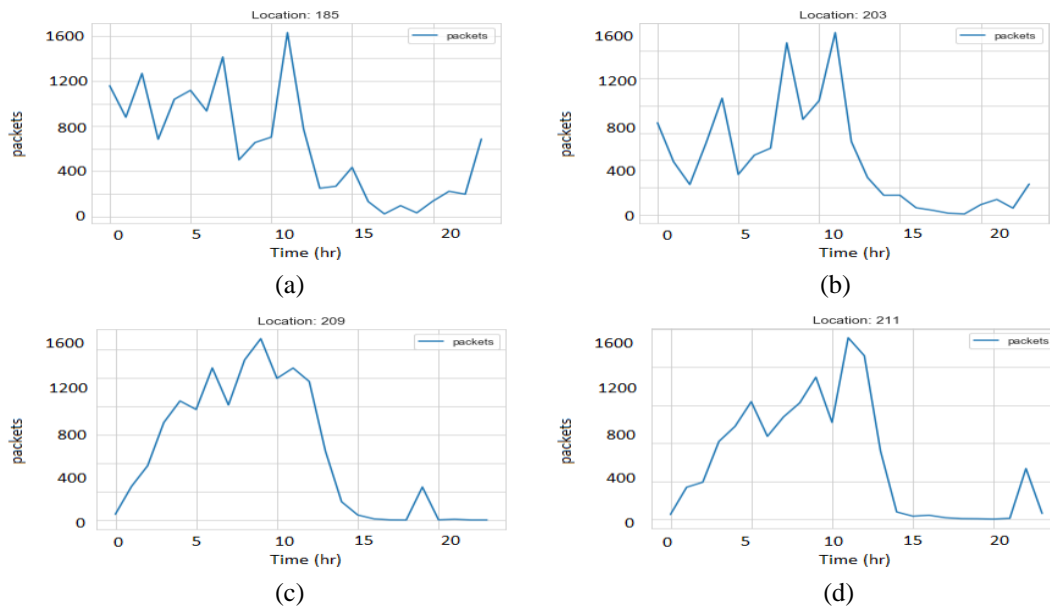 Location: 185
packets
1600
1200
800
400
0
packets
0 5 10 15 20
Time (hr)
(a)
Location: 203
packets
1600
1200
800
400
0
packets
0 5 10 15 20
Time (hr)
(b)
Location: 209
packets
1600
1200
800
400
0
packets
0 5 10 15 20
Time (hr)
(c)
Location: 211
packets
1600
1200
800
400
0
packets
0 5 10 15 20
Time (hr)
(d)